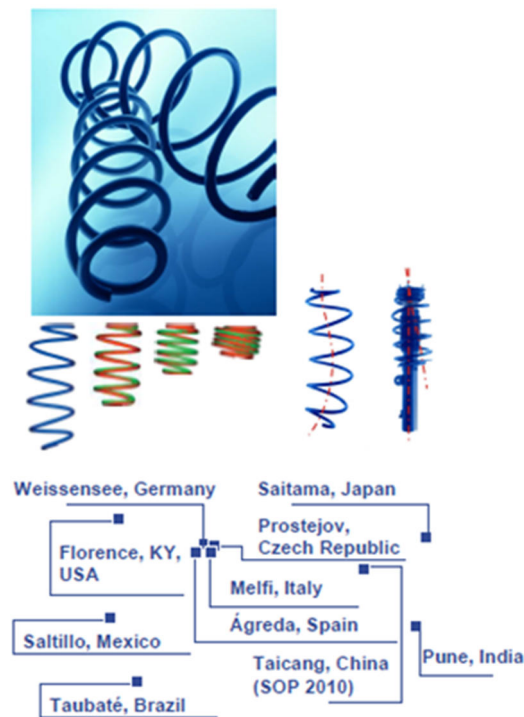 Weissensee, Germany
Saitama, Japan
Florence, KY,
USA
Prostejov,
Czech Republic
Melfi, Italy
Ágreda, Spain
Saltillo, Mexico
Taicang, China
(SOP 2010)
Pune, India
Taubaté, Brazil